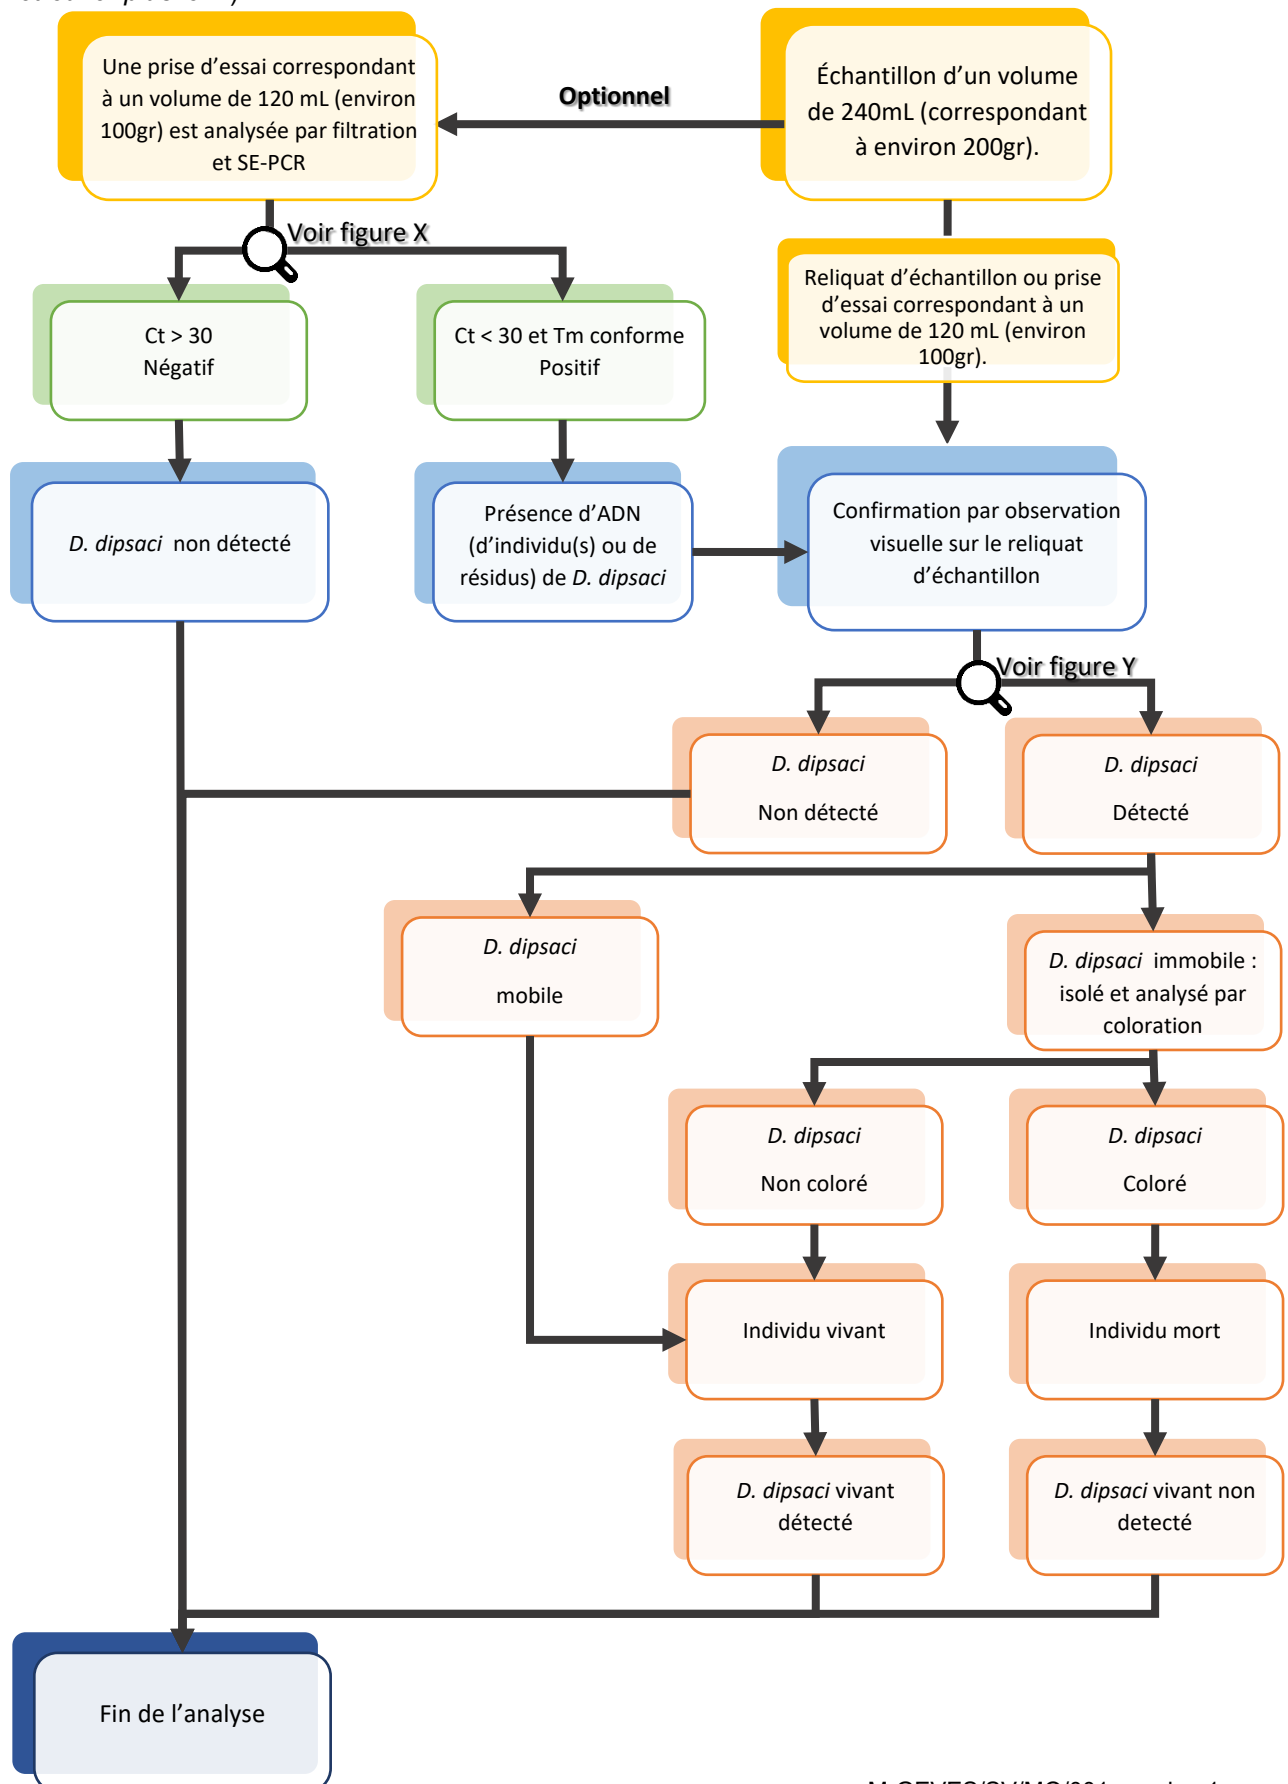 Une prise d'essai correspondant
à un volume de 120 mL (environ
100gr) est analysée par filtration
et SE-PCR
Optionnel
Échantillon d'un volume
de 240mL (correspondant
à environ 200gr).
Voir figure X
Reliquat d'échantillon ou prise
d'essai correspondant à un
volume de 120 mL (environ
100gr).
Ct > 30
Négatif
Ct < 30 et Tm conforme
Positif
D. dipsaci non détecté
Présence d'ADN
(d'individu(s) ou de
résidus) de D. dipsaci
Confirmation par observation
visuelle sur le reliquat
d'échantillon
Voir figure Y
D. dipsaci
Non détecté
D. dipsaci
Détecté
D. dipsaci
mobile
D. dipsaci immobile :
isolé et analysé par
coloration
D. dipsaci
Non coloré
D. dipsaci
Coloré
Individu vivant
Individu mort
D. dipsaci vivant
détecté
D. dipsaci vivant non
detecté
Fin de l'analyse